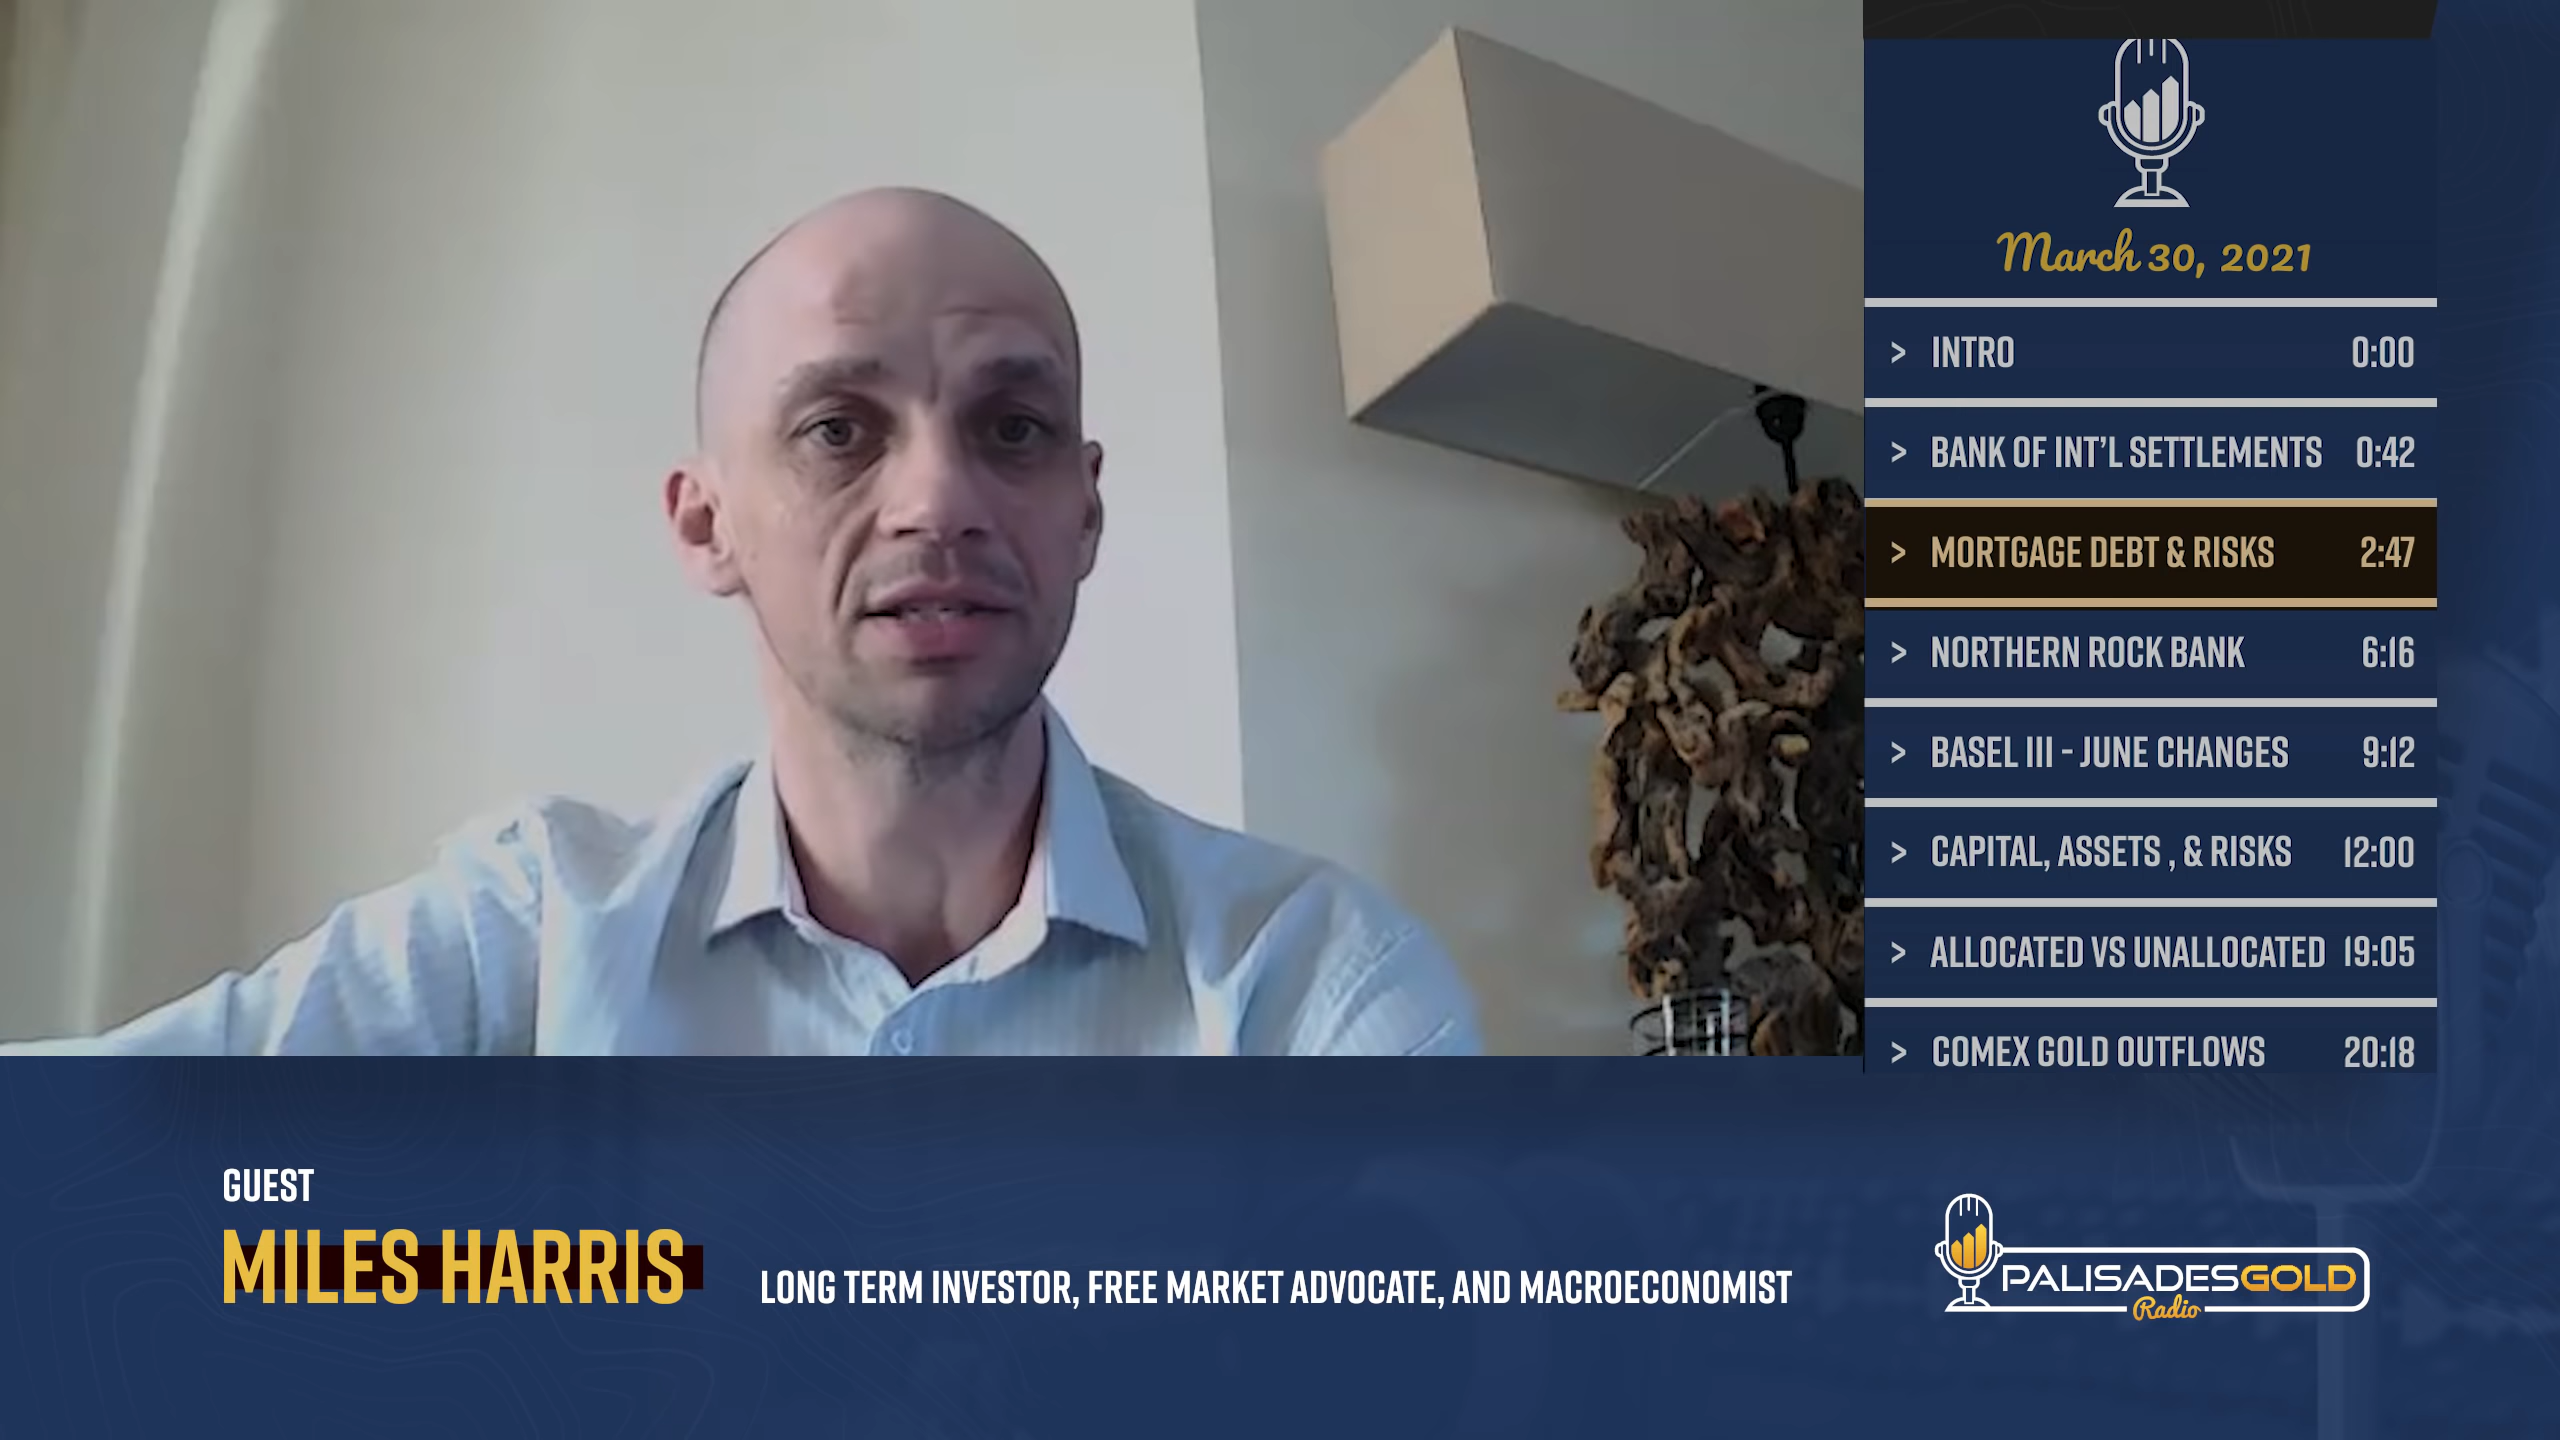 March 30, 2021
> INTRO 0:00
> BANK OF INT'L SETTLEMENTS 0:42
> MORTGAGE DEBT & RISKS 2:47
> NORTHERN ROCK BANK 6:16
> BASEL III - JUNE CHANGES 9:12
> CAPITAL, ASSETS , & RISKS 12:00
> ALLOCATED VS UNALLOCATED 19:05
> COMEX GOLD OUTFLOWS 20:18
GUEST
MILES HARRIS
LONG TERM INVESTOR, FREE MARKET ADVOCATE, AND MACROECONOMIST
PALISADESGOLD
Radio